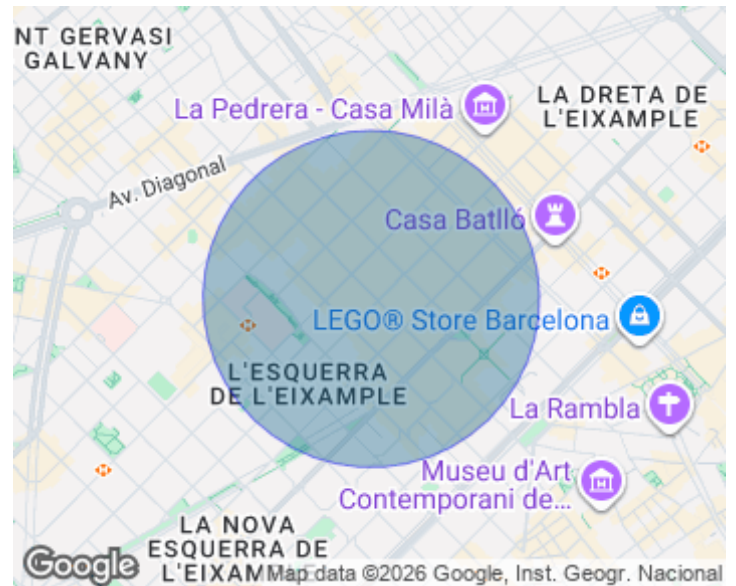 NT GERVASI
GALVANY
La Pedrera - Casa Milà
LA DRETA DE
L'EIXAMPLE
Av. Diagonal
Casa Batlló
LEGO® Store Barcelona
L'ESQUERRA
DE L'EIXAMPLE
La Rambla
Museu d'Art
Contemporani de...
LA NOVA
ESQUERRA DE
L'EIXAM
Google
Map data ©2026 Google, Inst. Geogr. Nacional